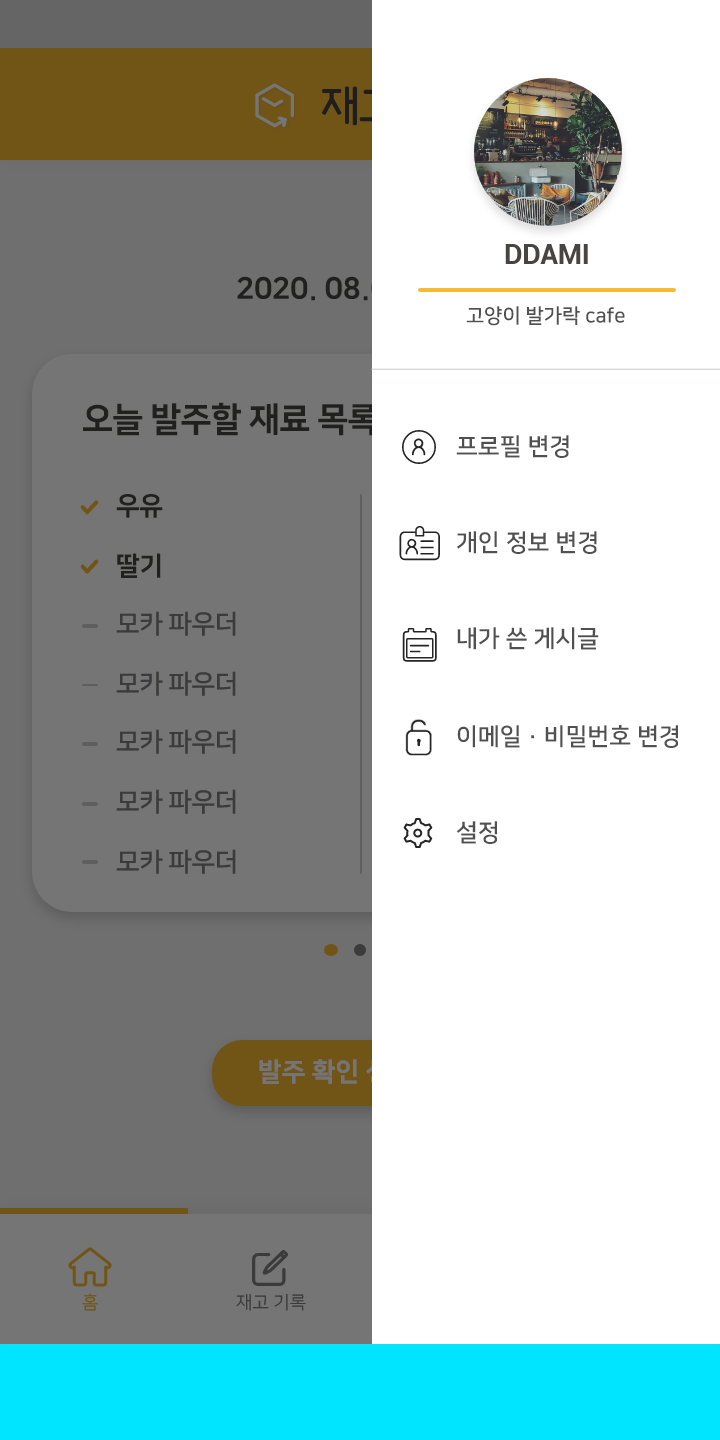 DDAMI
고양이 발가락 cafe
프로필 변경
개인 정보 변경
내가 쓴 게시글
이메일 · 비밀번호 변경
설정
2020. 08.
오늘 발주할 재료 목록
우유
딸기
모카 파우더
모카 파우더
모카 파우더
모카 파우더
모카 파우더
발주 확인
홈
재고 기록